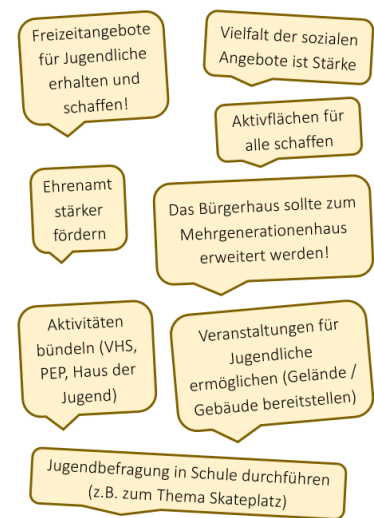 Freizeitangebote
für Jugendliche
erhalten und
schaffen!
Vielfalt der sozialen
Angebote ist Stärke
Aktivflächen für
alle schaffen
Ehrenamt
stärker
fördern
Das Bürgerhaus sollte zum
Mehrgenerationenhaus
erweitert werden!
Aktivitäten
bündeln (VHS,
PEP, Haus der
Jugend)
Veranstaltungen für
Jugendliche
ermöglichen (Gelände /
Gebäude bereitstellen)
Jugendbefragung in Schule durchführen
(z.B. zum Thema Skateplatz)